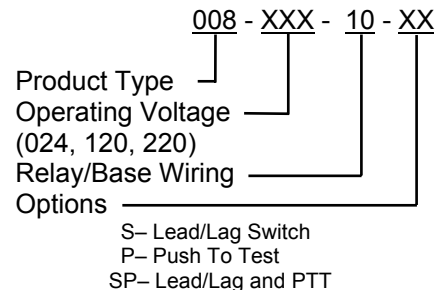 008 - XXX - 10 - XX
Product Type
Operating Voltage
(024, 120, 220)
Relay/Base Wiring
Options
S– Lead/Lag Switch
P– Push To Test
SP– Lead/Lag and PTT